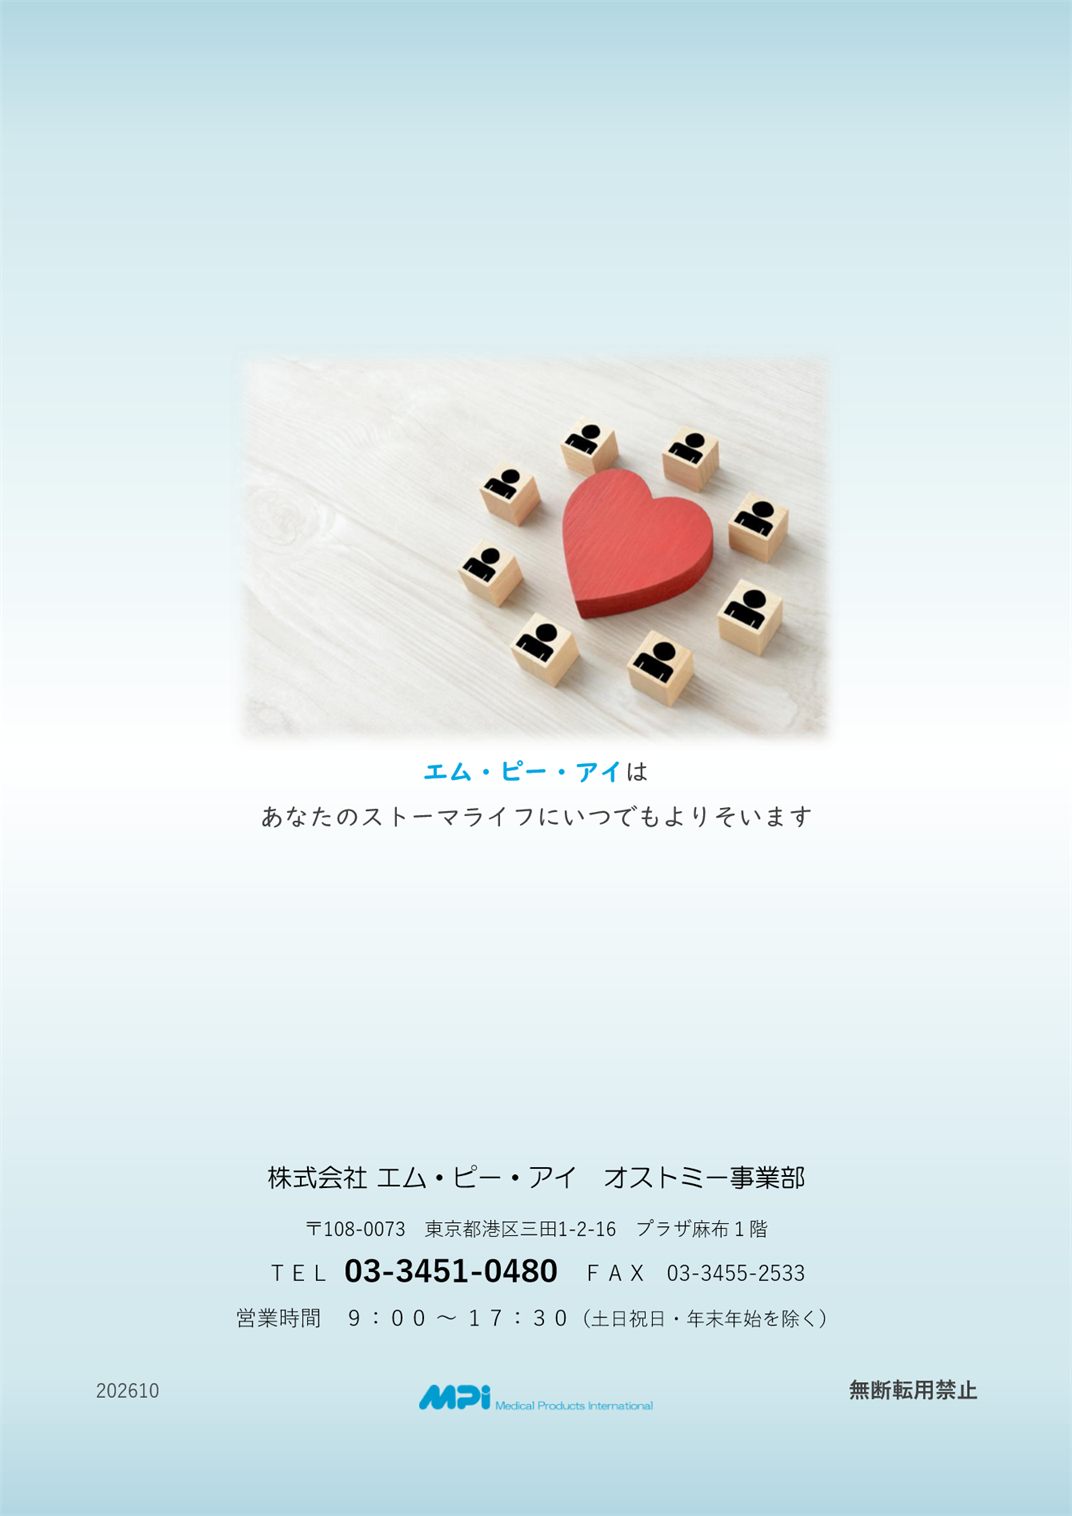 エム・ピー・アイは
あなたのストーマライフにいつでもよりそいます
株式会社 エム・ピー・アイ　オストミー事業部
〒108-0073　東京都港区三田1-2-16　プラザ麻布１階
ＴＥＬ 03-3451-0480　ＦＡＸ　03-3455-2533
営業時間　９：００～１７：３０（土日祝日・年末年始を除く）
202610
MPi Medical Products International
無断転用禁止